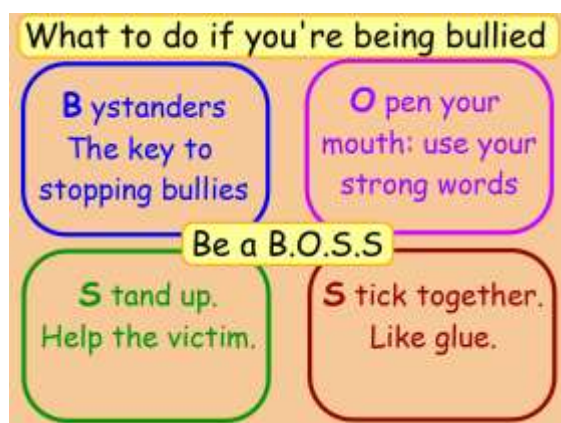 What to do if you're being bullied
B ystanders
The key to
stopping bullies
O pen your
mouth: use your
strong words
Be a B.O.S.S
S tand up.
Help the victim.
S tick together.
Like glue.